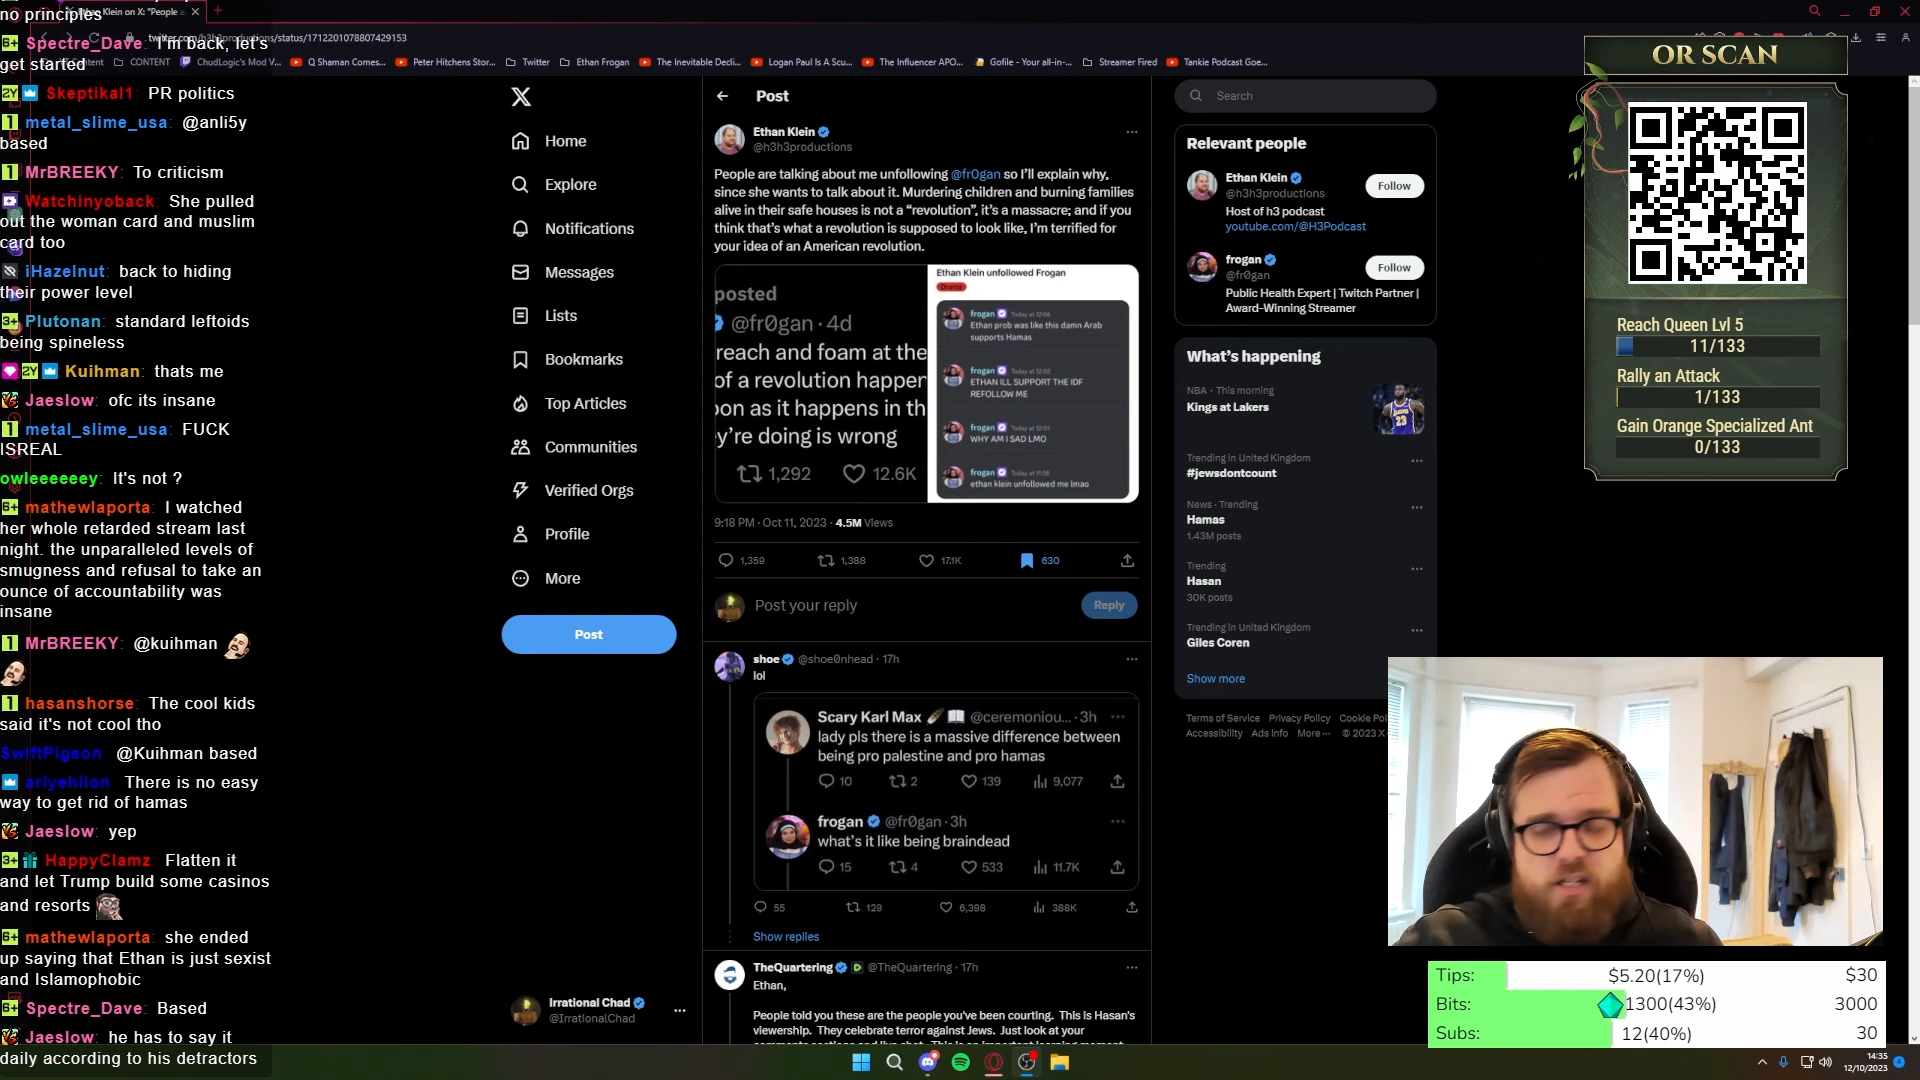 no principles
Ethan Klein on X: "People
Spectre_Dave: I'm back, let's
get started
Skeptikal1: PR politics
metal_slime_usa: @anli5y
based
MrBREEKY: To criticism
Watchinyoback: She pulled
out the woman card and muslim
card too
iHazelnut: back to hiding
their power level
Plutonan: standard leftoids
being spineless
Kuihman: thats me
Jaeslow: ofc its insane
metal_slime_usa: FUCK
ISREAL
owleeeeeey: It's not ?
mathewlaporta: I watched
her whole retarded stream last
night. the unparalleled levels of
smugness and refusal to take an
ounce of accountability was
insane
MrBREEKY: @kuihman
hasanshorse: The cool kids
said it's not cool tho
SwiftPigeon @Kuihman based
ariyehlion There is no easy
way to get rid of hamas
Jaeslow: yep
HappyClamz Flatten it
and let Trump build some casinos
and resorts
mathewlaporta: she ended
up saying that Ethan is just sexist
and Islamophobic
Spectre_Dave: Based
Jaeslow: he has to say it
daily according to his detractors
twitter.com/h3h3productions/status/1712201078807429153
CONTENT
ChudLogic's Mod V...
Q Shaman Comes...
Peter Hitchens Stor...
Twitter
Ethan Frogan
The Inevitable Decli...
Logan Paul Is A Scu...
The Influencer APO...
Gofile - Your all-in-...
Streamer Fired
Tankie Podcast Goe...
Home
Explore
Notifications
Messages
Lists
Bookmarks
Top Articles
Communities
Verified Orgs
Profile
More
Post
Irrational Chad
@IrrationalChad
Post
Ethan Klein
@h3h3productions
People are talking about me unfollowing @fr0gan so I'll explain why,
since she wants to talk about it. Murdering children and burning families
alive in their safe houses is not a "revolution", it's a massacre; and if you
think that's what a revolution is supposed to look like, I'm terrified for
your idea of an American revolution.
posted
@fr0gan · 4d
reach and foam at the
of a revolution happen
oon as it happens in th
y're doing is wrong
1,292 12.6K
Ethan Klein unfollowed Frogan
Drama
frogan Today at 12:06
Ethan prob was like this damn Arab
supports Hamas
frogan Today at 12:02
ETHAN ILL SUPPORT THE IDF
REFOLLOW ME
frogan Today at 12:01
WHY AM I SAD LMO
frogan Today at 11:58
ethan klein unfollowed me lmao
9:18 PM · Oct 11, 2023 · 4.5M Views
1,359 1,388 17.1K 630
Post your reply
Reply
shoe @shoe0nhead · 17h
lol
Scary Karl Max @ceremoniou... · 3h
lady pls there is a massive difference between
being pro palestine and pro hamas
10 2 139 9,077
frogan @fr0gan · 3h
what's it like being braindead
15 4 533 11.7K
55 129 6,398 388K
Show replies
TheQuartering @TheQuartering · 17h
Ethan,
People told you these are the people you've been courting. This is Hasan's
viewership. They celebrate terror against Jews. Just look at your
Search
Relevant people
Ethan Klein
@h3h3productions
Follow
Host of h3 podcast
youtube.com/@H3Podcast
frogan
@fr0gan
Follow
Public Health Expert | Twitch Partner |
Award-Winning Streamer
What's happening
NBA · This morning
Kings at Lakers
Trending in United Kingdom
#jewsdontcount
News · Trending
Hamas
1.43M posts
Trending
Hasan
30K posts
Trending in United Kingdom
Giles Coren
Show more
Terms of Service Privacy Policy Cookie Pol
Accessibility Ads info More ··· © 2023 X
OR SCAN
Reach Queen Lvl 5
11/133
Rally an Attack
1/133
Gain Orange Specialized Ant
0/133
Tips: $5.20(17%) $30
Bits: 1300(43%) 3000
Subs: 12(40%) 30
14:35
12/10/2023